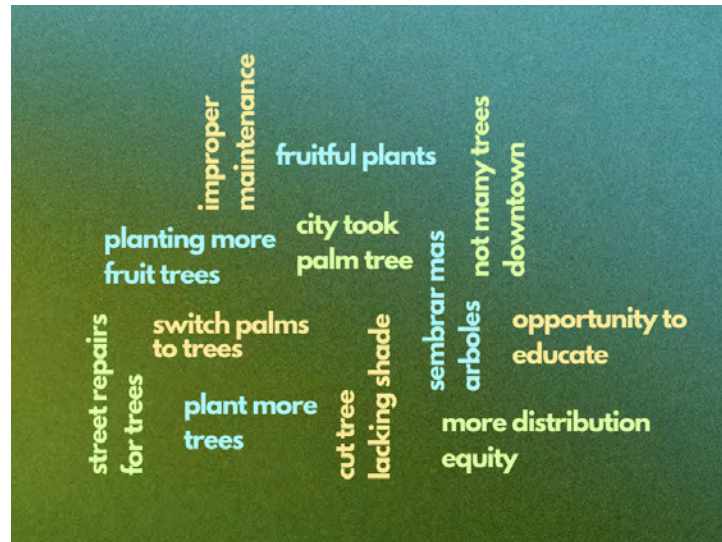 improper
maintenance
fruitful plants
not many trees
downtown
planting more
fruit trees
city took
palm tree
sembrar mas
arboles
switch palms
to trees
opportunity to
educate
street repairs
for trees
plant more
trees
cut tree
lacking shade
more distribution
equity